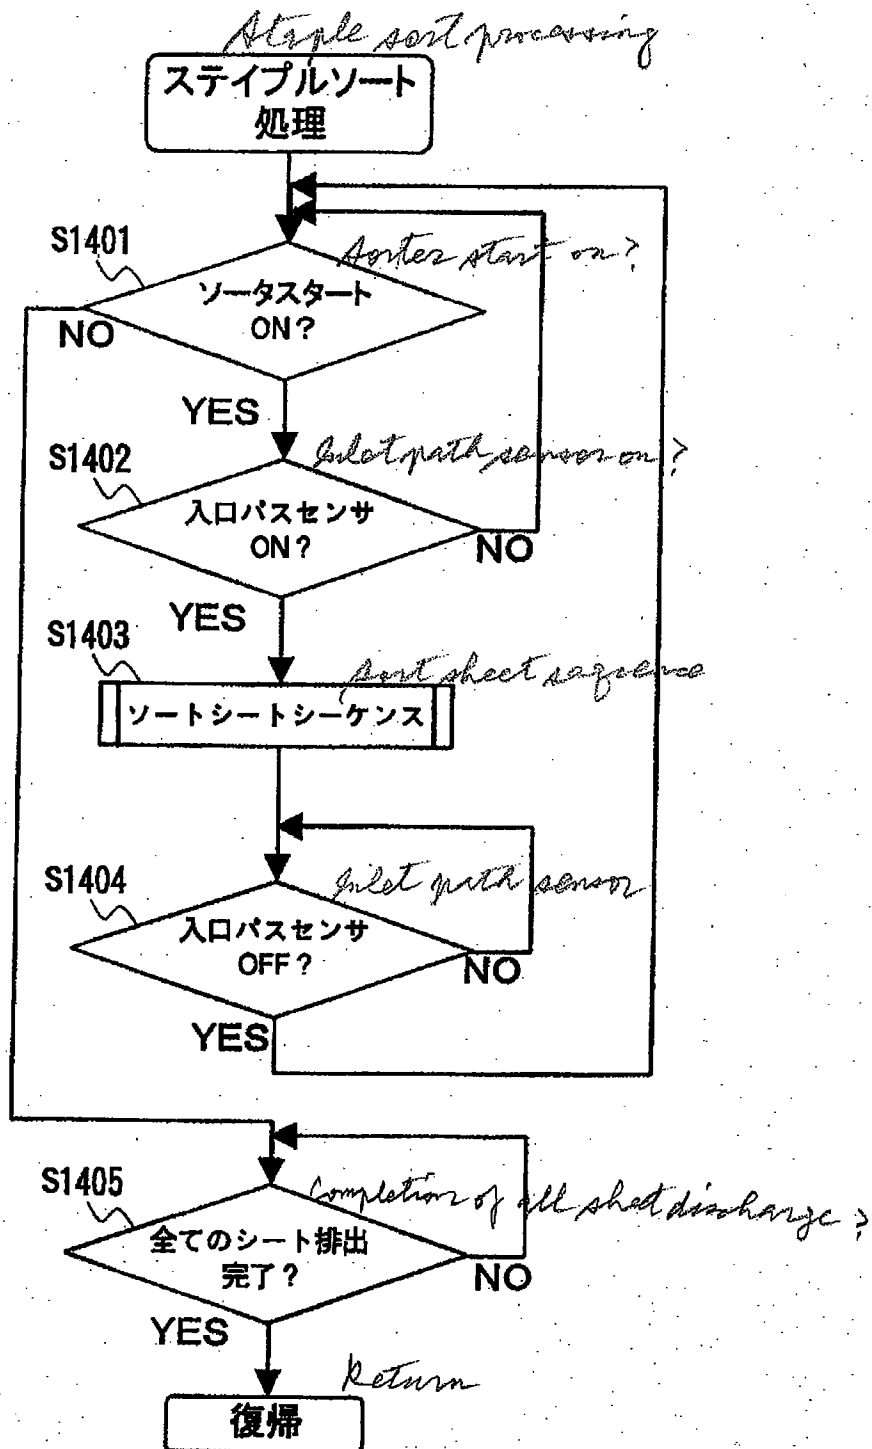 Staple sort processing
ステイプルソート
処理
S1401
Sorter start on?
ソータスタート
ON?
NO
YES
S1402
Inlet path sensor on?
入口パスセンサ
ON?
NO
YES
S1403
Sort sheet sequence
ソートシートシーケンス
S1404
Inlet path sensor
入口パスセンサ
OFF?
NO
YES
S1405
Completion of all sheet discharge?
全てのシート排出
完了?
NO
YES
Return
復帰